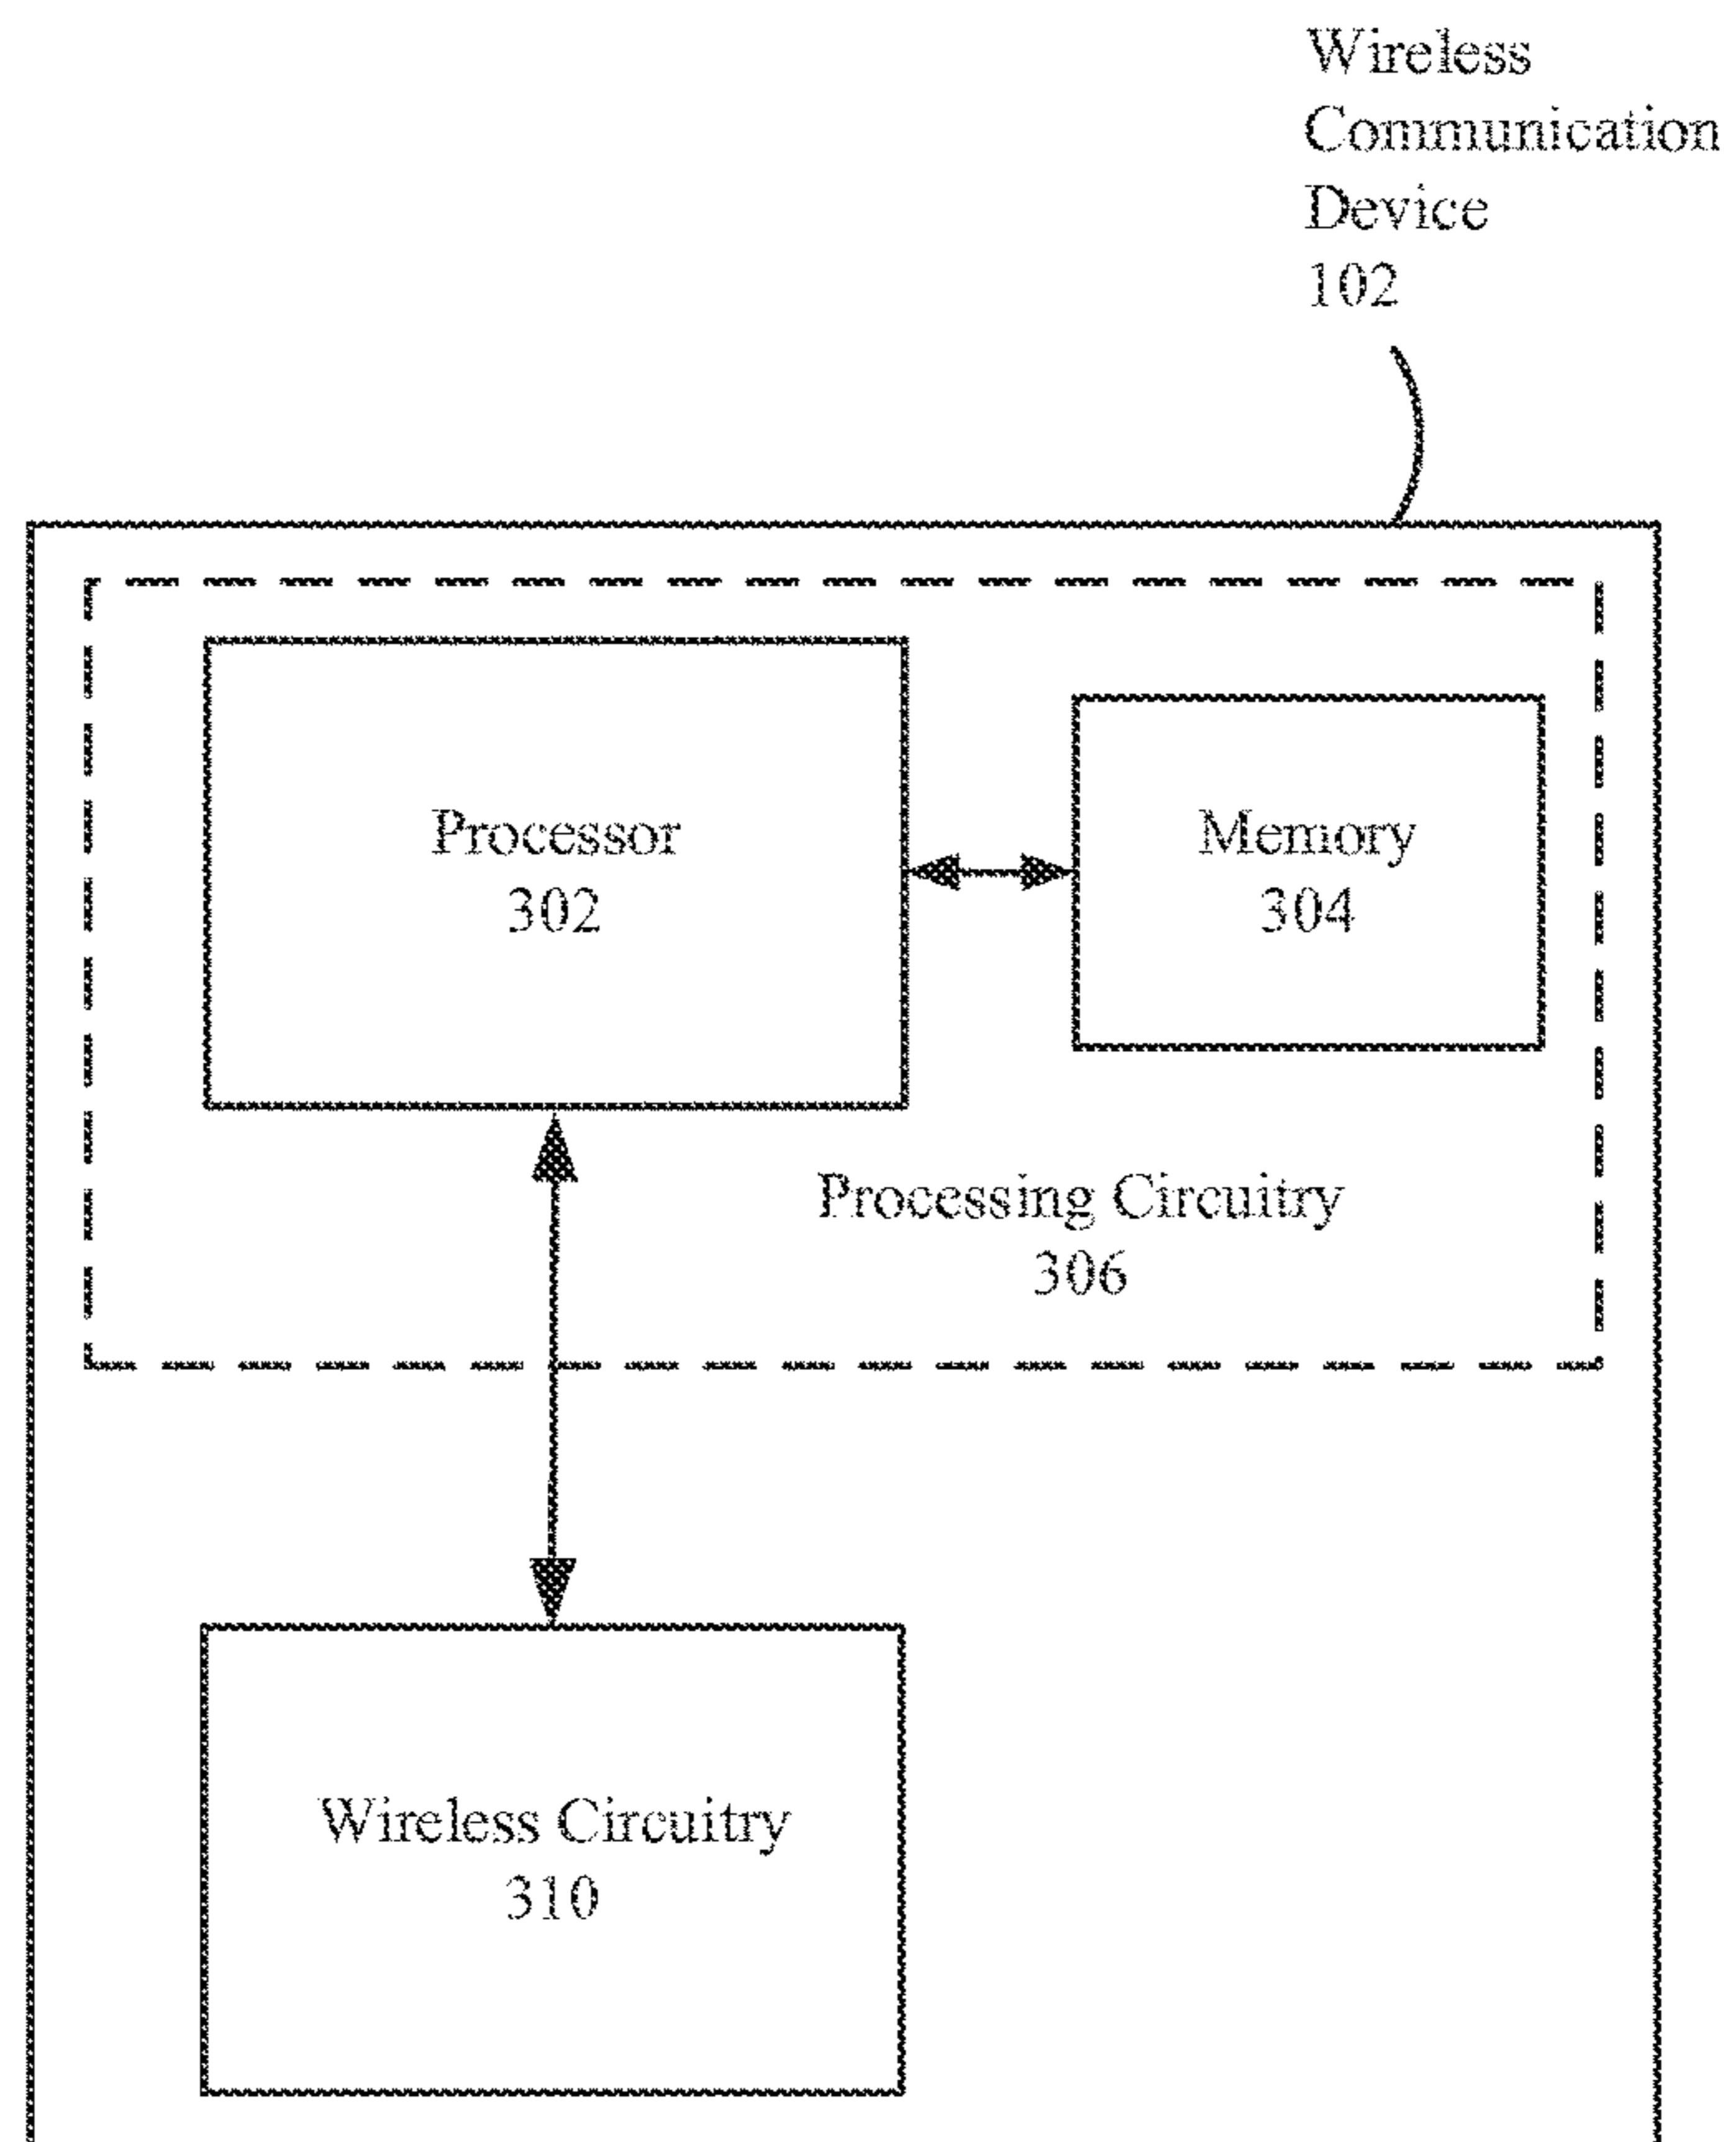 Wireless
Communication
Device
102
Processor
302
Memory
304
Processing Circuitry
306
Wireless Circuitry
310